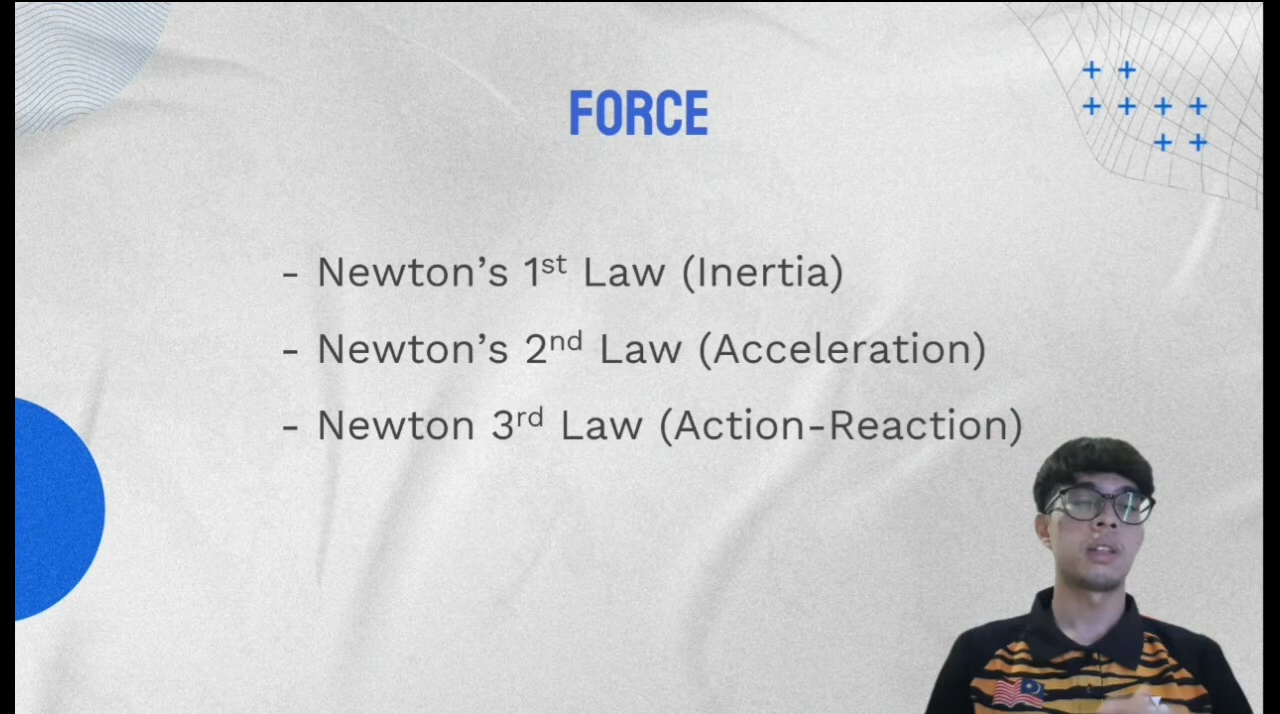 FORCE
- Newton’s 1st Law (Inertia)
- Newton’s 2nd Law (Acceleration)
- Newton 3rd Law (Action-Reaction)